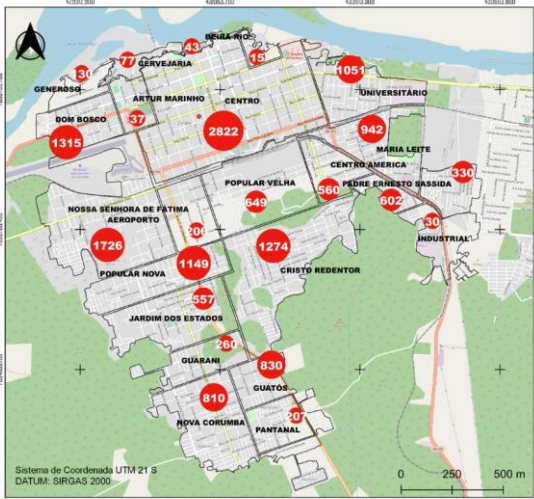 BEIRA RIO
43
77
15
CERVEJARIA
30
1051
GENEROSO
UNIVERSITÁRIO
ARTUR MARINHO
CENTRO
DOM BOSCO
37
942
2822
1315
MARIA LEITE
CENTRO AMERICA
330
POPULAR VELHA
PADRE ERNESTO SASSIDA
560
602
649
NOSSA SENHORA DE FÁTIMA
AEROPORTO
30
206
INDUSTRIAL
1726
1274
1149
CRISTO REDENTOR
POPULAR NOVA
557
JARDIM DOS ESTADOS
260
GUARANI
830
GUATÓS
810
207
NOVA CORUMBA
PANTANAL
Sistema de Coordenada UTM 21 S
DATUM: SIRGAS 2000
0 250 500 m